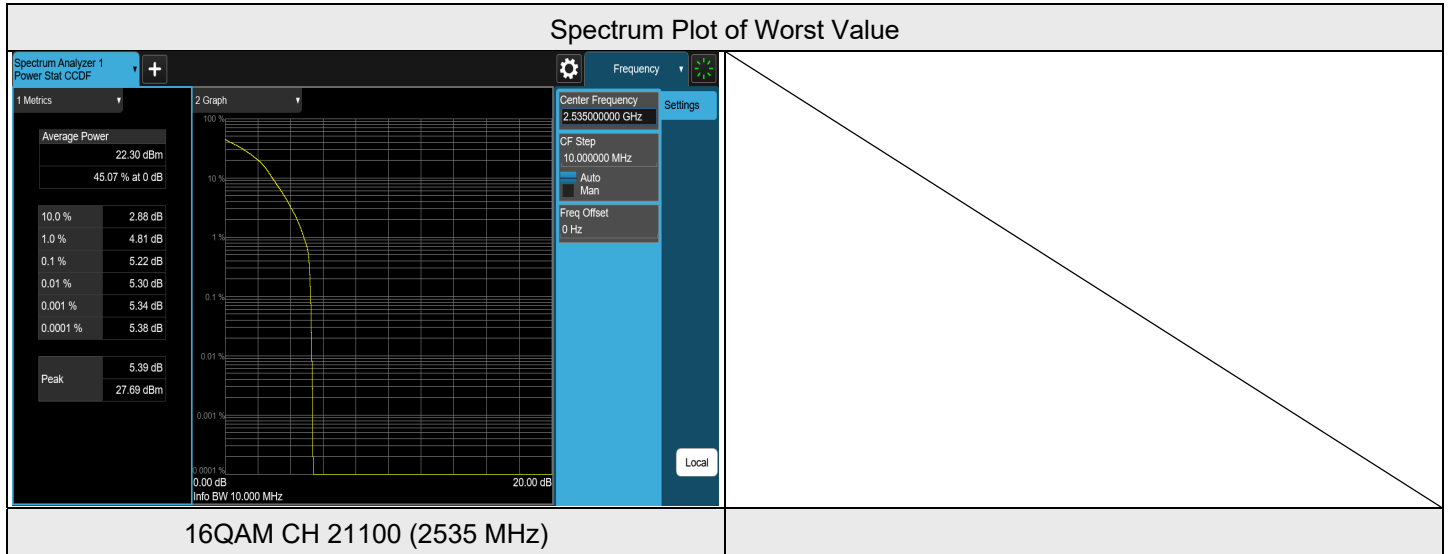 Spectrum Plot of Worst Value
Spectrum Analyzer 1
Power Stat CCDF
+
Frequency
1 Metrics
Average Power
22.30 dBm
45.07 % at 0 dB
10.0 % 2.88 dB
1.0 % 4.81 dB
0.1 % 5.22 dB
0.01 % 5.30 dB
0.001 % 5.34 dB
0.0001 % 5.38 dB
Peak 5.39 dB
27.69 dBm
2 Graph
100 %
10 %
1 %
0.1 %
0.01 %
0.001 %
0.0001 %
0.00 dB 20.00 dB
Info BW 10.000 MHz
Center Frequency
2.535000000 GHz
CF Step
10.000000 MHz
Auto
Man
Freq Offset
0 Hz
Settings
Local
16QAM CH 21100 (2535 MHz)